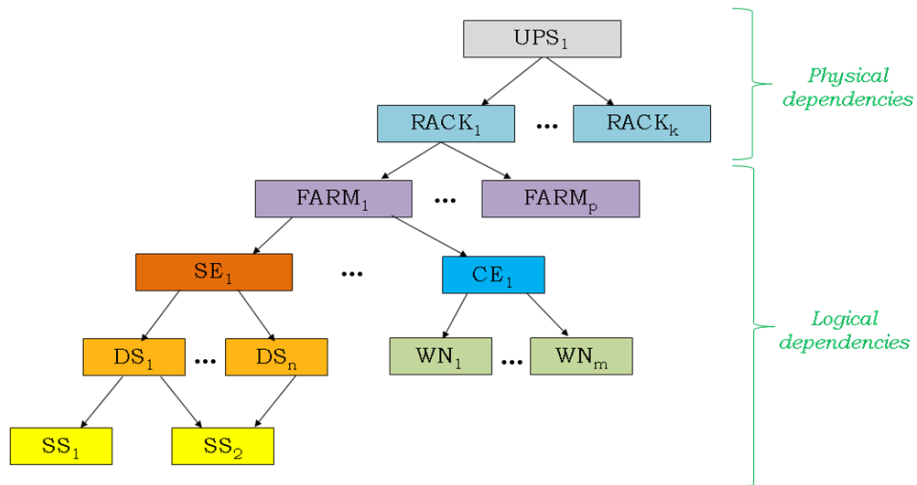 UPS1
Physical
dependencies
RACK1 ... RACKk
FARM1 ... FARMp
SE1 ... CE1
Logical
dependencies
DS1 ... DSn WN1 ... WNm
SS1 SS2